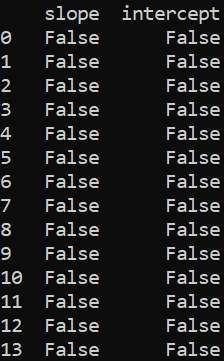 slope intercept
0 False False
1 False False
2 False False
3 False False
4 False False
5 False False
6 False False
7 False False
8 False False
9 False False
10 False False
11 False False
12 False False
13 False False